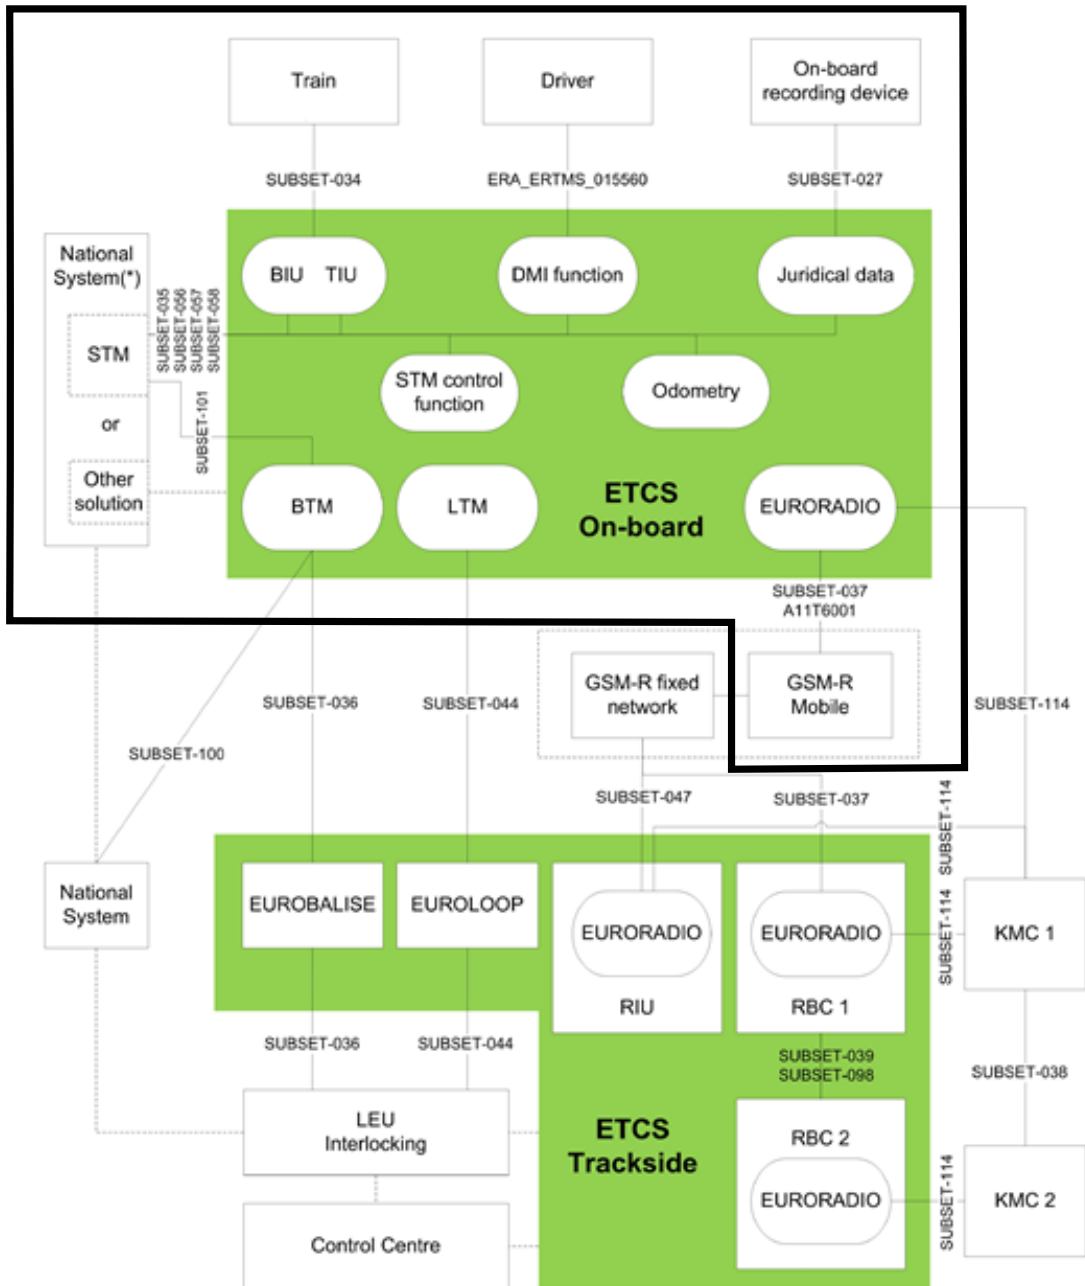 Train
Driver
On-board
recording device
SUBSET-034
ERA_ERTMS_015560
SUBSET-027
National
System(*)
STM
or
Other
solution
SUBSET-035
SUBSET-056
SUBSET-057
SUBSET-058
SUBSET-101
BIU TIU
DMI function
Juridical data
STM control
function
Odometry
BTM
LTM
ETCS
On-board
EURORADIO
SUBSET-037
A11T6001
GSM-R fixed
network
GSM-R
Mobile
SUBSET-036
SUBSET-044
SUBSET-114
SUBSET-100
SUBSET-047
SUBSET-037
SUBSET-114
National
System
EUROBALISE
EUROLOOP
EURORADIO
RIU
EURORADIO
RBC 1
SUBSET-114
KMC 1
SUBSET-036
SUBSET-044
SUBSET-039
SUBSET-098
SUBSET-038
LEU
Interlocking
ETCS
Trackside
RBC 2
EURORADIO
SUBSET-114
KMC 2
Control Centre